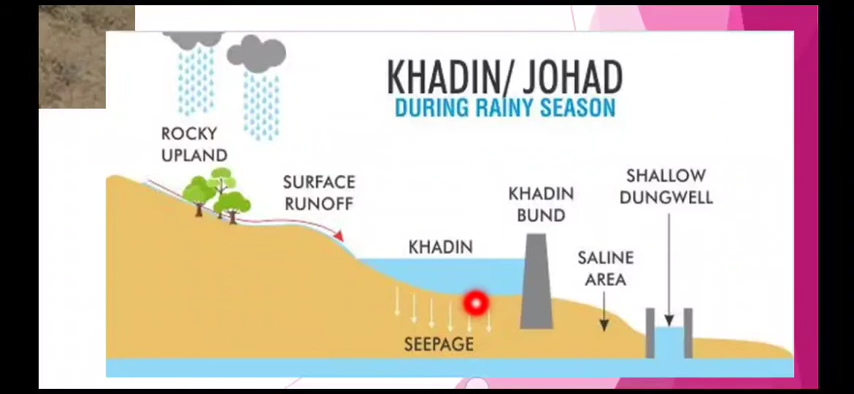 KHADIN/ JOHAD
DURING RAINY SEASON
ROCKY
UPLAND
SURFACE
RUNOFF
KHADIN
KHADIN
BUND
SHALLOW
DUNGWELL
SALINE
AREA
SEEPAGE